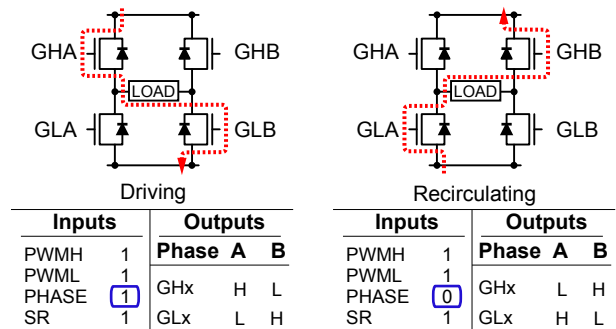 GHA GHB
LOAD
GLA GLB
Driving
Inputs Outputs
PWMH 1
PWML 1
PHASE 1
SR 1
Phase A B
GHx H L
GLx L H
GHA GHB
LOAD
GLA GLB
Recirculating
Inputs Outputs
PWMH 1
PWML 1
PHASE 0
SR 1
Phase A B
GHx L H
GLx H L